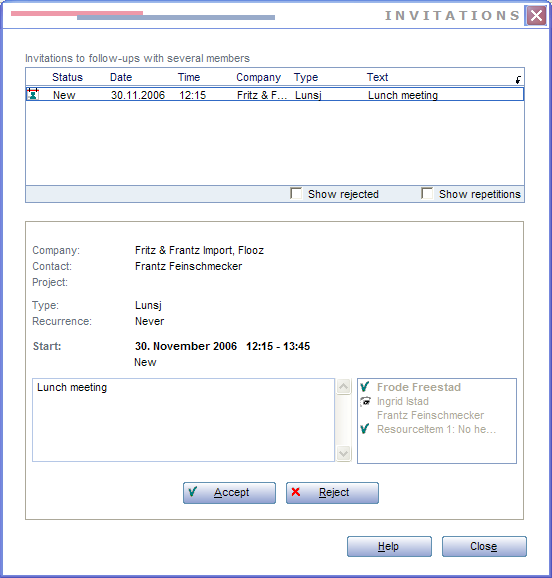 INVITATIONS
Invitations to follow-ups with several members
Status Date Time Company Type Text
New 30.11.2006 12:15 Fritz & F... Lunsj Lunch meeting
Show rejected Show repetitions
Company: Fritz & Frantz Import, Flooz
Contact: Frantz Feinschmecker
Project:
Type: Lunsj
Recurrence: Never
Start: 30. November 2006 12:15 - 13:45
New
Lunch meeting
Frode Freestad
Ingrid Istad
Frantz Feinschmecker
ResourceItem 1: No he...
Accept Reject
Help Close